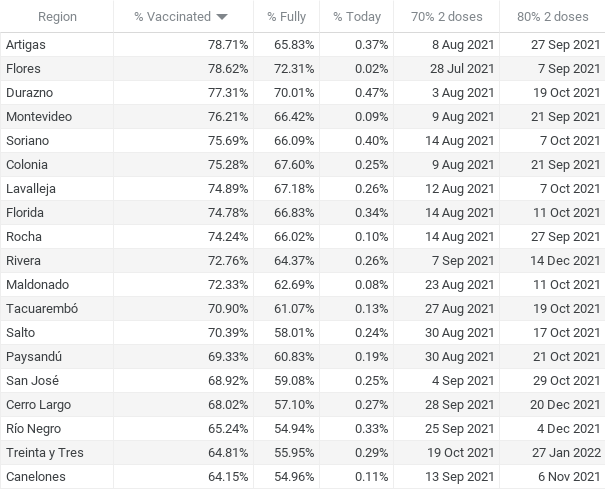 Region % Vaccinated % Fully % Today 70% 2 doses 80% 2 doses
Artigas 78.71% 65.83% 0.37% 8 Aug 2021 27 Sep 2021
Flores 78.62% 72.31% 0.02% 28 Jul 2021 7 Sep 2021
Durazno 77.31% 70.01% 0.47% 3 Aug 2021 19 Oct 2021
Montevideo 76.21% 66.42% 0.09% 9 Aug 2021 21 Sep 2021
Soriano 75.69% 66.09% 0.40% 14 Aug 2021 7 Oct 2021
Colonia 75.28% 67.60% 0.25% 9 Aug 2021 21 Sep 2021
Lavalleja 74.89% 67.18% 0.26% 12 Aug 2021 7 Oct 2021
Florida 74.78% 66.83% 0.34% 14 Aug 2021 11 Oct 2021
Rocha 74.24% 66.02% 0.10% 14 Aug 2021 27 Sep 2021
Rivera 72.76% 64.37% 0.26% 7 Sep 2021 14 Dec 2021
Maldonado 72.33% 62.69% 0.08% 23 Aug 2021 11 Oct 2021
Tacuarembó 70.90% 61.07% 0.13% 27 Aug 2021 19 Oct 2021
Salto 70.39% 58.01% 0.24% 30 Aug 2021 17 Oct 2021
Paysandú 69.33% 60.83% 0.19% 30 Aug 2021 21 Oct 2021
San José 68.92% 59.08% 0.25% 4 Sep 2021 29 Oct 2021
Cerro Largo 68.02% 57.10% 0.27% 28 Sep 2021 20 Dec 2021
Río Negro 65.24% 54.94% 0.33% 25 Sep 2021 4 Dec 2021
Treinta y Tres 64.81% 55.95% 0.29% 19 Oct 2021 27 Jan 2022
Canelones 64.15% 54.96% 0.11% 13 Sep 2021 6 Nov 2021